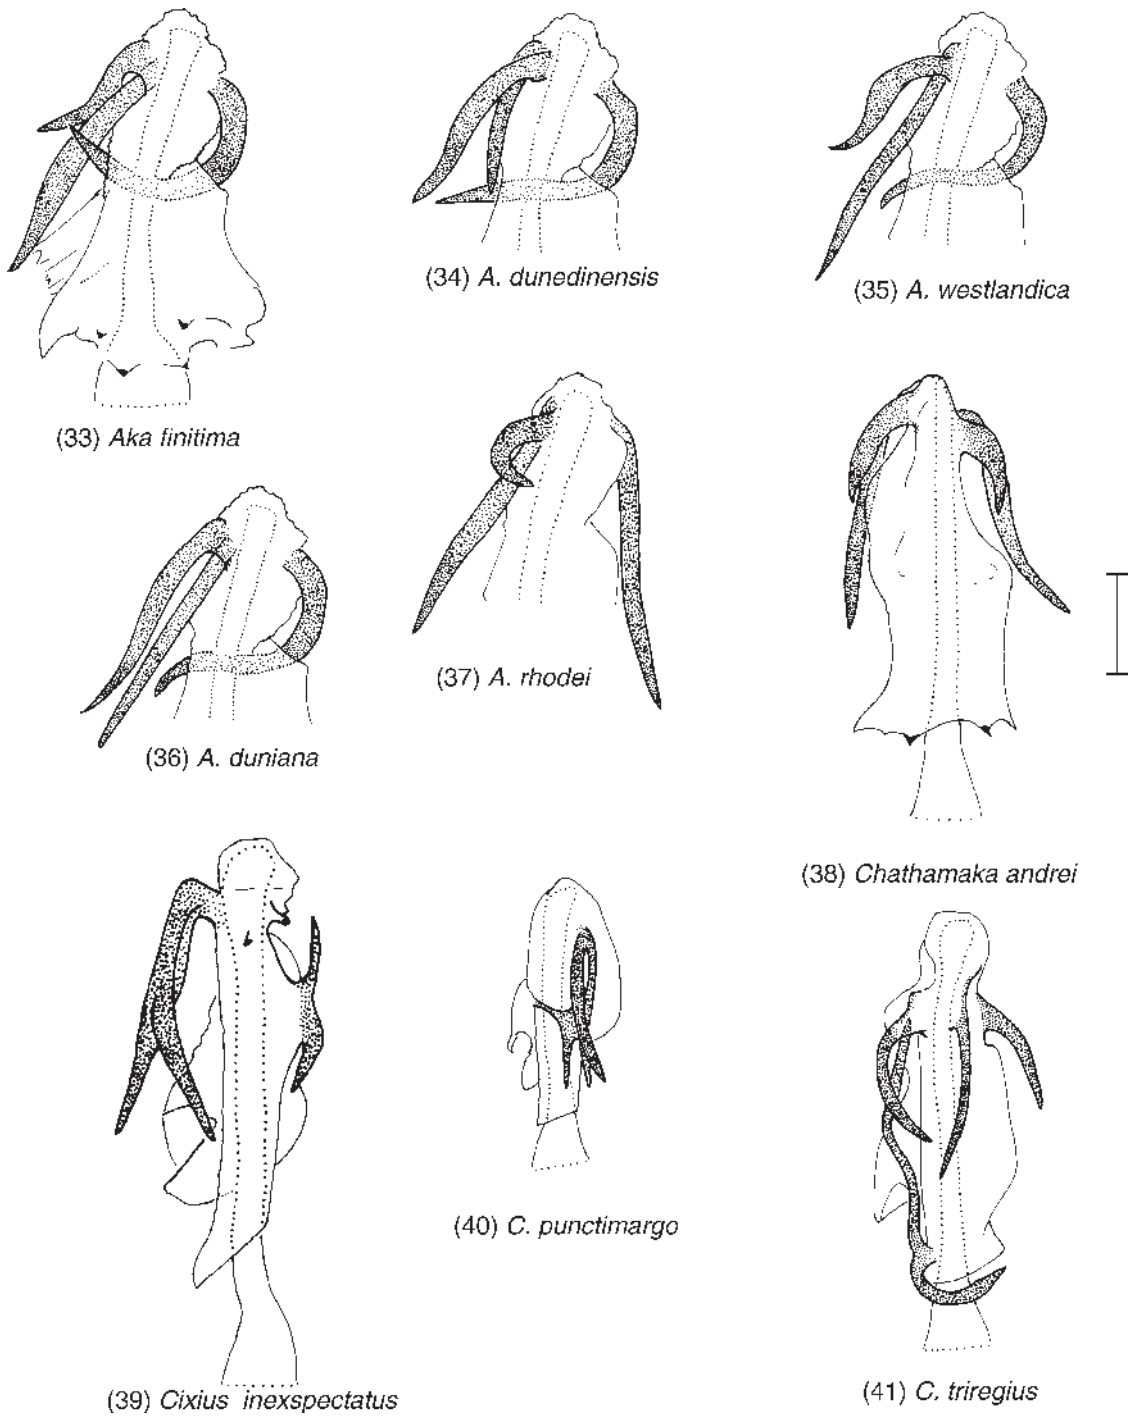 (34) A. dunedinensis
(35) A. westlandica
(33) Aka finitima
(37) A. rhodei
(36) A. duniana
(38) Chathamaka andrei
(40) C. punctimargo
(39) Cixius inexspectatus
(41) C. triregius